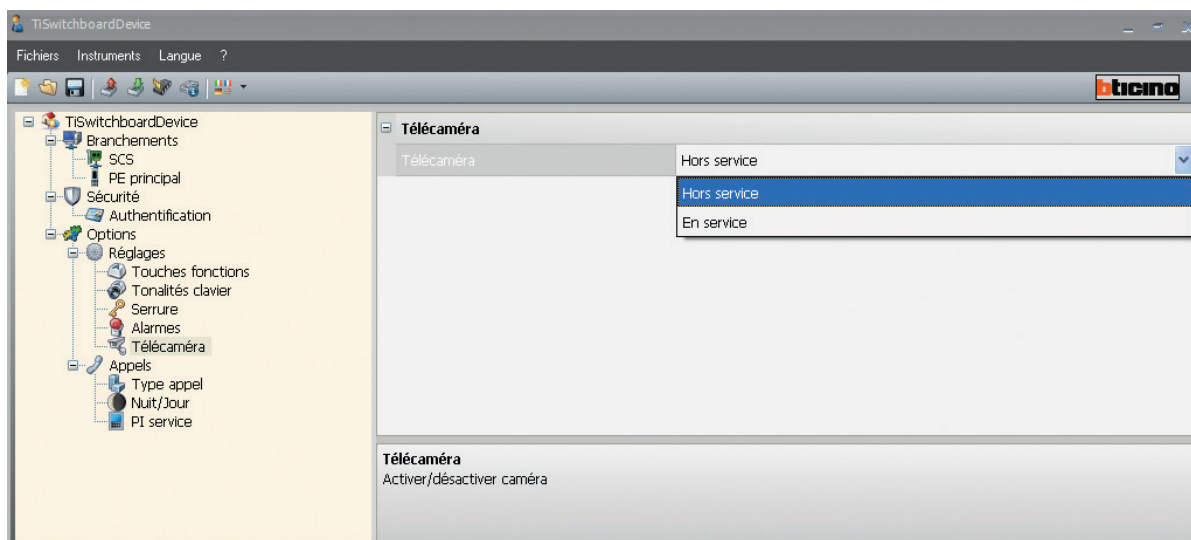 TiSwitchboardDevice
Fichiers Instruments Langue ?
bticino
TiSwitchboardDevice
Branchements
SCS
PE principal
Sécurité
Authentification
Options
Réglages
Touches fonctions
Tonalités clavier
Serrure
Alarmes
Télécaméra
Appels
Type appel
Nuit/Jour
PI service
Télécaméra
Télécaméra Hors service
Hors service
En service
Télécaméra
Activer/désactiver caméra